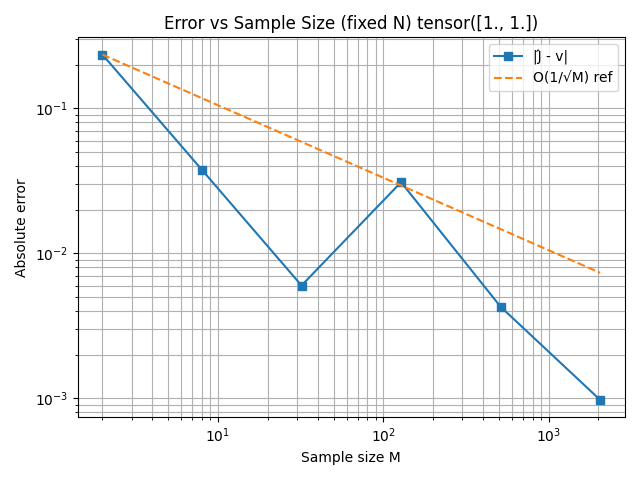 Error vs Sample Size (fixed N) tensor([1., 1.])
|Ĵ - v|
O(1/√M) ref
Absolute error
10⁻¹
10⁻²
10⁻³
10¹ 10² 10³
Sample size M